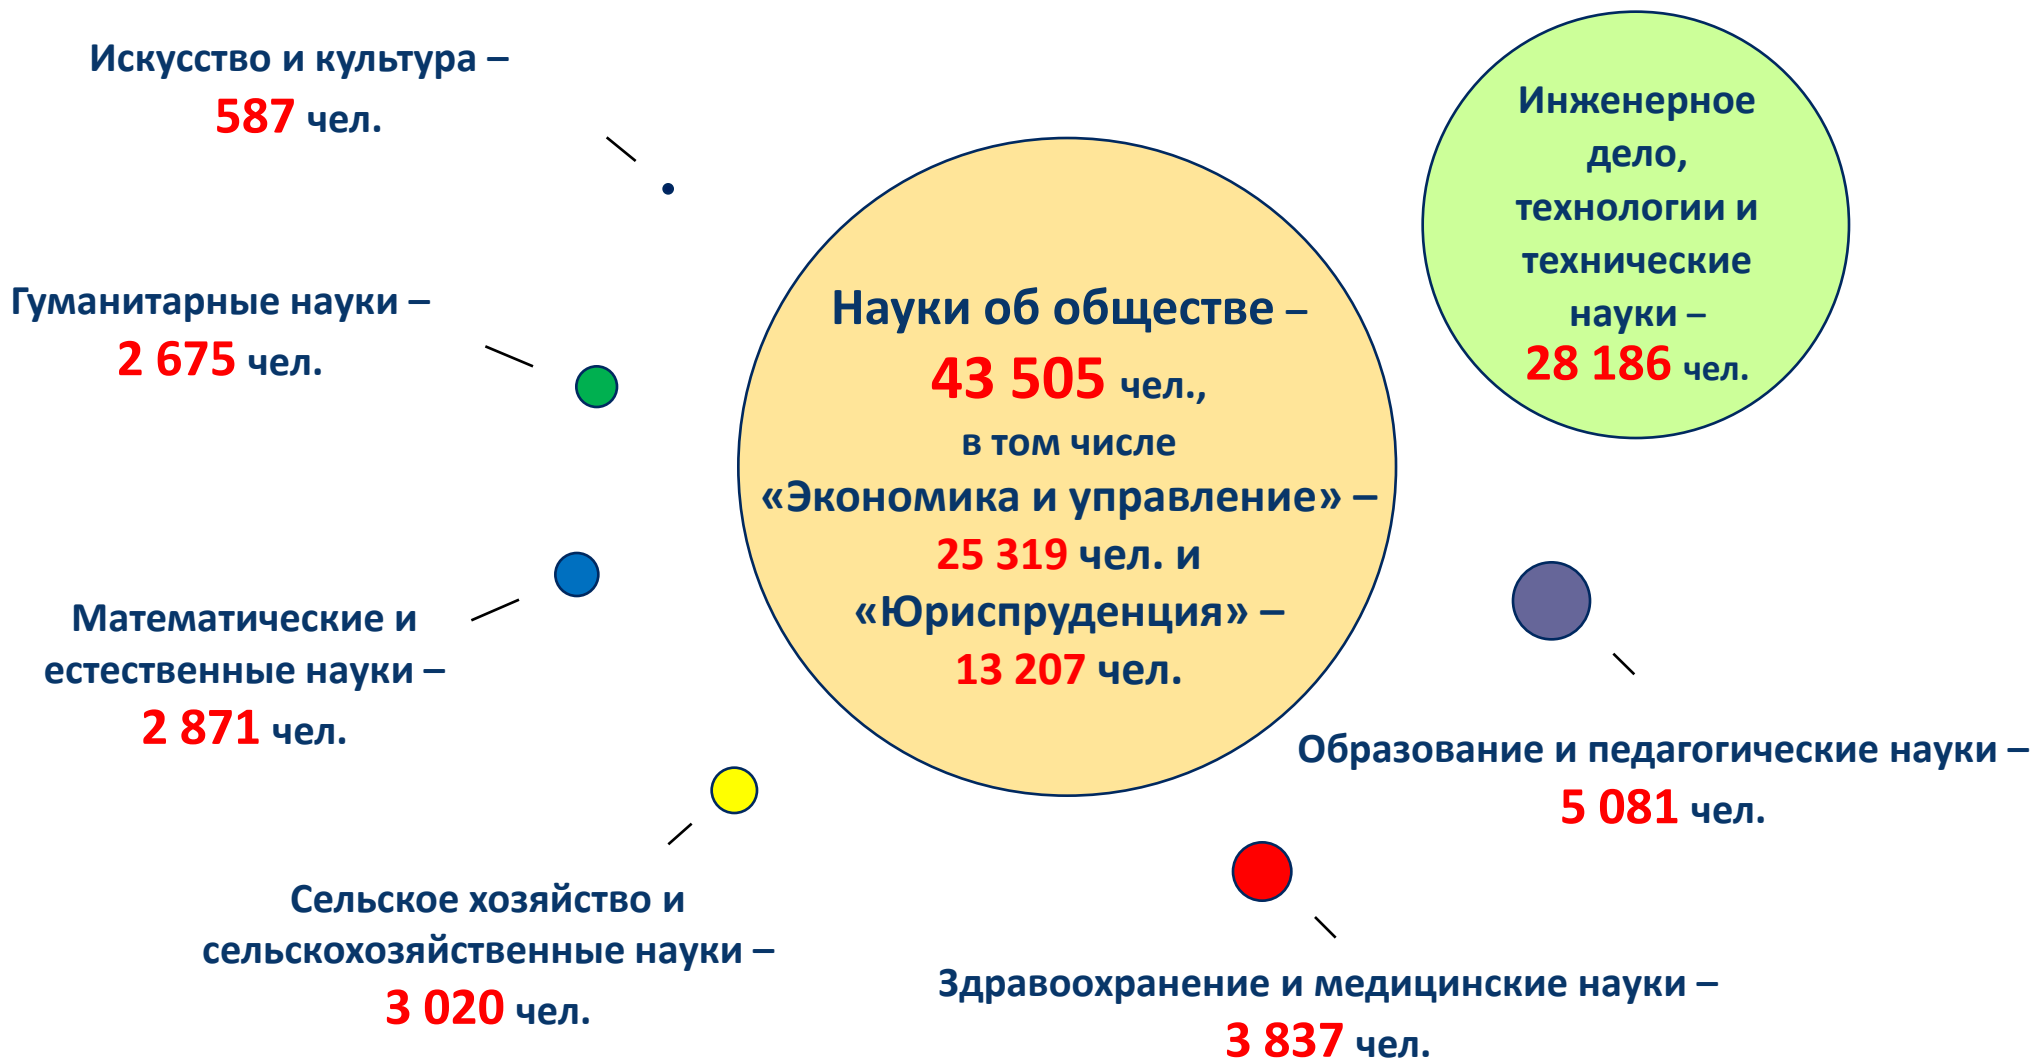 Искусство и культура –
587 чел.
Гуманитарные науки –
2 675 чел.
Математические и
естественные науки –
2 871 чел.
Сельское хозяйство и
сельскохозяйственные науки –
3 020 чел.
Науки об обществе –
43 505 чел.,
в том числе
«Экономика и управление» –
25 319 чел. и
«Юриспруденция» –
13 207 чел.
Инженерное
дело,
технологии и
технические
науки –
28 186 чел.
Образование и педагогические науки –
5 081 чел.
Здравоохранение и медицинские науки –
3 837 чел.